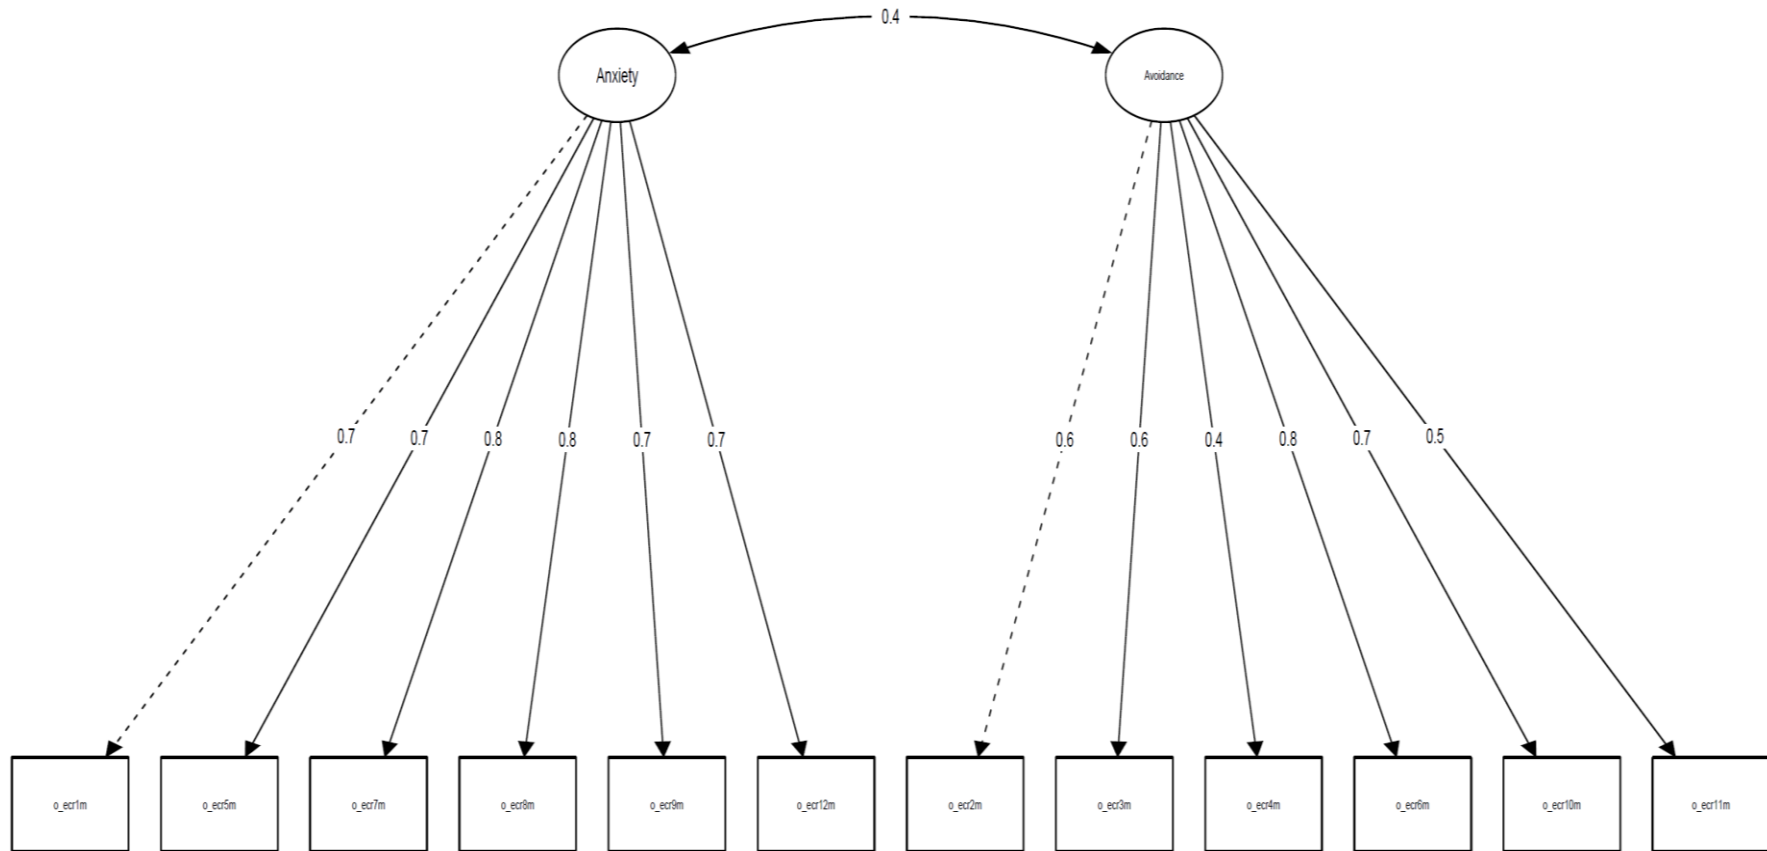 0.4
Anxiety
Avoidance
0.7
0.7
0.8
0.8
0.7
0.7
0.6
0.6
0.4
0.8
0.7
0.5
o_ecr1m
o_ecr5m
o_ecr7m
o_ecr8m
o_ecr9m
o_ecr12m
o_ecr2m
o_ecr3m
o_ecr4m
o_ecr6m
o_ecr10m
o_ecr11m